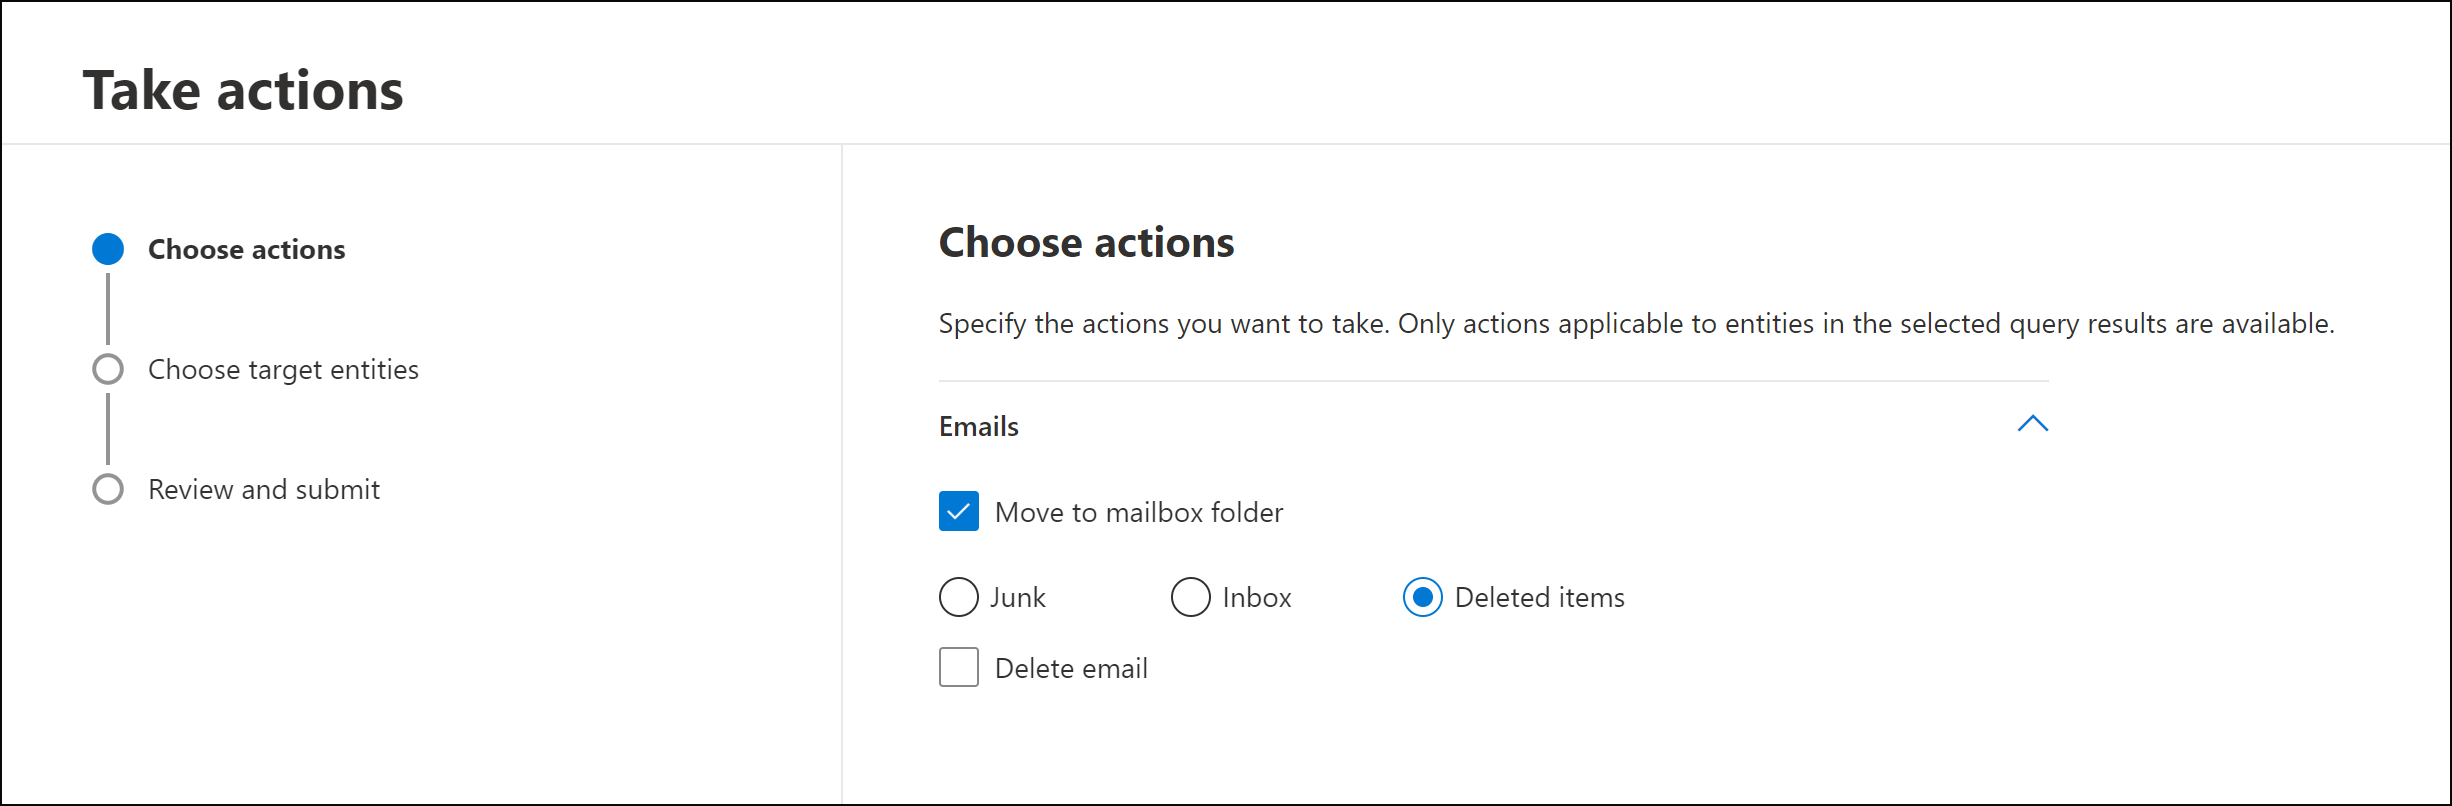 Take actions
Choose actions
Choose target entities
Review and submit
Choose actions
Specify the actions you want to take. Only actions applicable to entities in the selected query results are available.
Emails
Move to mailbox folder
Junk Inbox Deleted items
Delete email